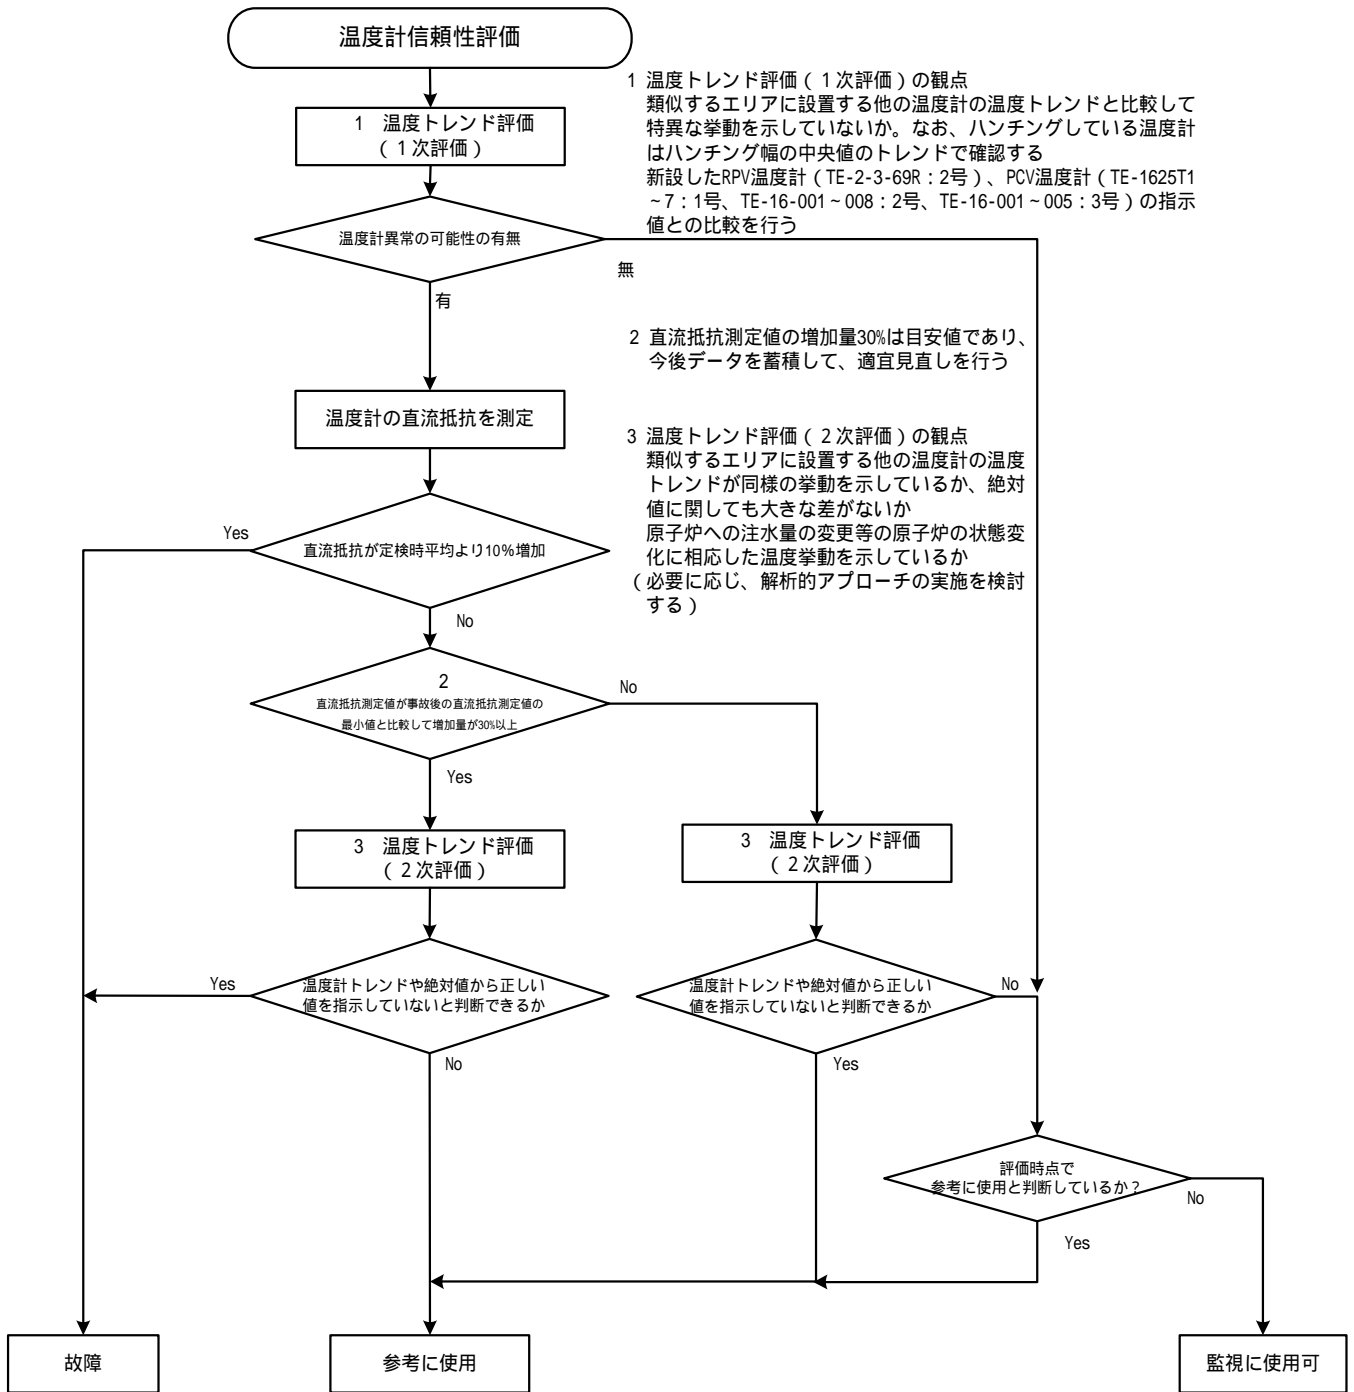 温度計信頼性評価
1 温度トレンド評価
(1次評価)
1 温度トレンド評価(1次評価)の観点
類似するエリアに設置する他の温度計の温度トレンドと比較して
特異な挙動を示していないか。なお、ハンチングしている温度計
はハンチング幅の中央値のトレンドで確認する
新設したRPV温度計(TE-2-3-69R:2号)、PCV温度計(TE-1625T1
~7:1号、TE-16-001~008:2号、TE-16-001~005:3号)の指示
値との比較を行う
温度計異常の可能性の有無
無
有
2 直流抵抗測定値の増加量30%は目安値であり、
今後データを蓄積して、適宜見直しを行う
温度計の直流抵抗を測定
3 温度トレンド評価(2次評価)の観点
類似するエリアに設置する他の温度計の温度
トレンドが同様の挙動を示しているか、絶対
値に関しても大きな差がないか
原子炉への注水量の変更等の原子炉の状態変
化に相応した温度挙動を示しているか
(必要に応じ、解析的アプローチの実施を検討
する)
Yes
直流抵抗が定検時平均より10%増加
No
2
直流抵抗測定値が事故後の直流抵抗測定値の
最小値と比較して増加量が30%以上
No
Yes
3 温度トレンド評価
(2次評価)
3 温度トレンド評価
(2次評価)
Yes
温度計トレンドや絶対値から正しい
値を指示していないと判断できるか
No
温度計トレンドや絶対値から正しい
値を指示していないと判断できるか
No
Yes
評価時点で
参考に使用と判断しているか?
No
Yes
故障
参考に使用
監視に使用可